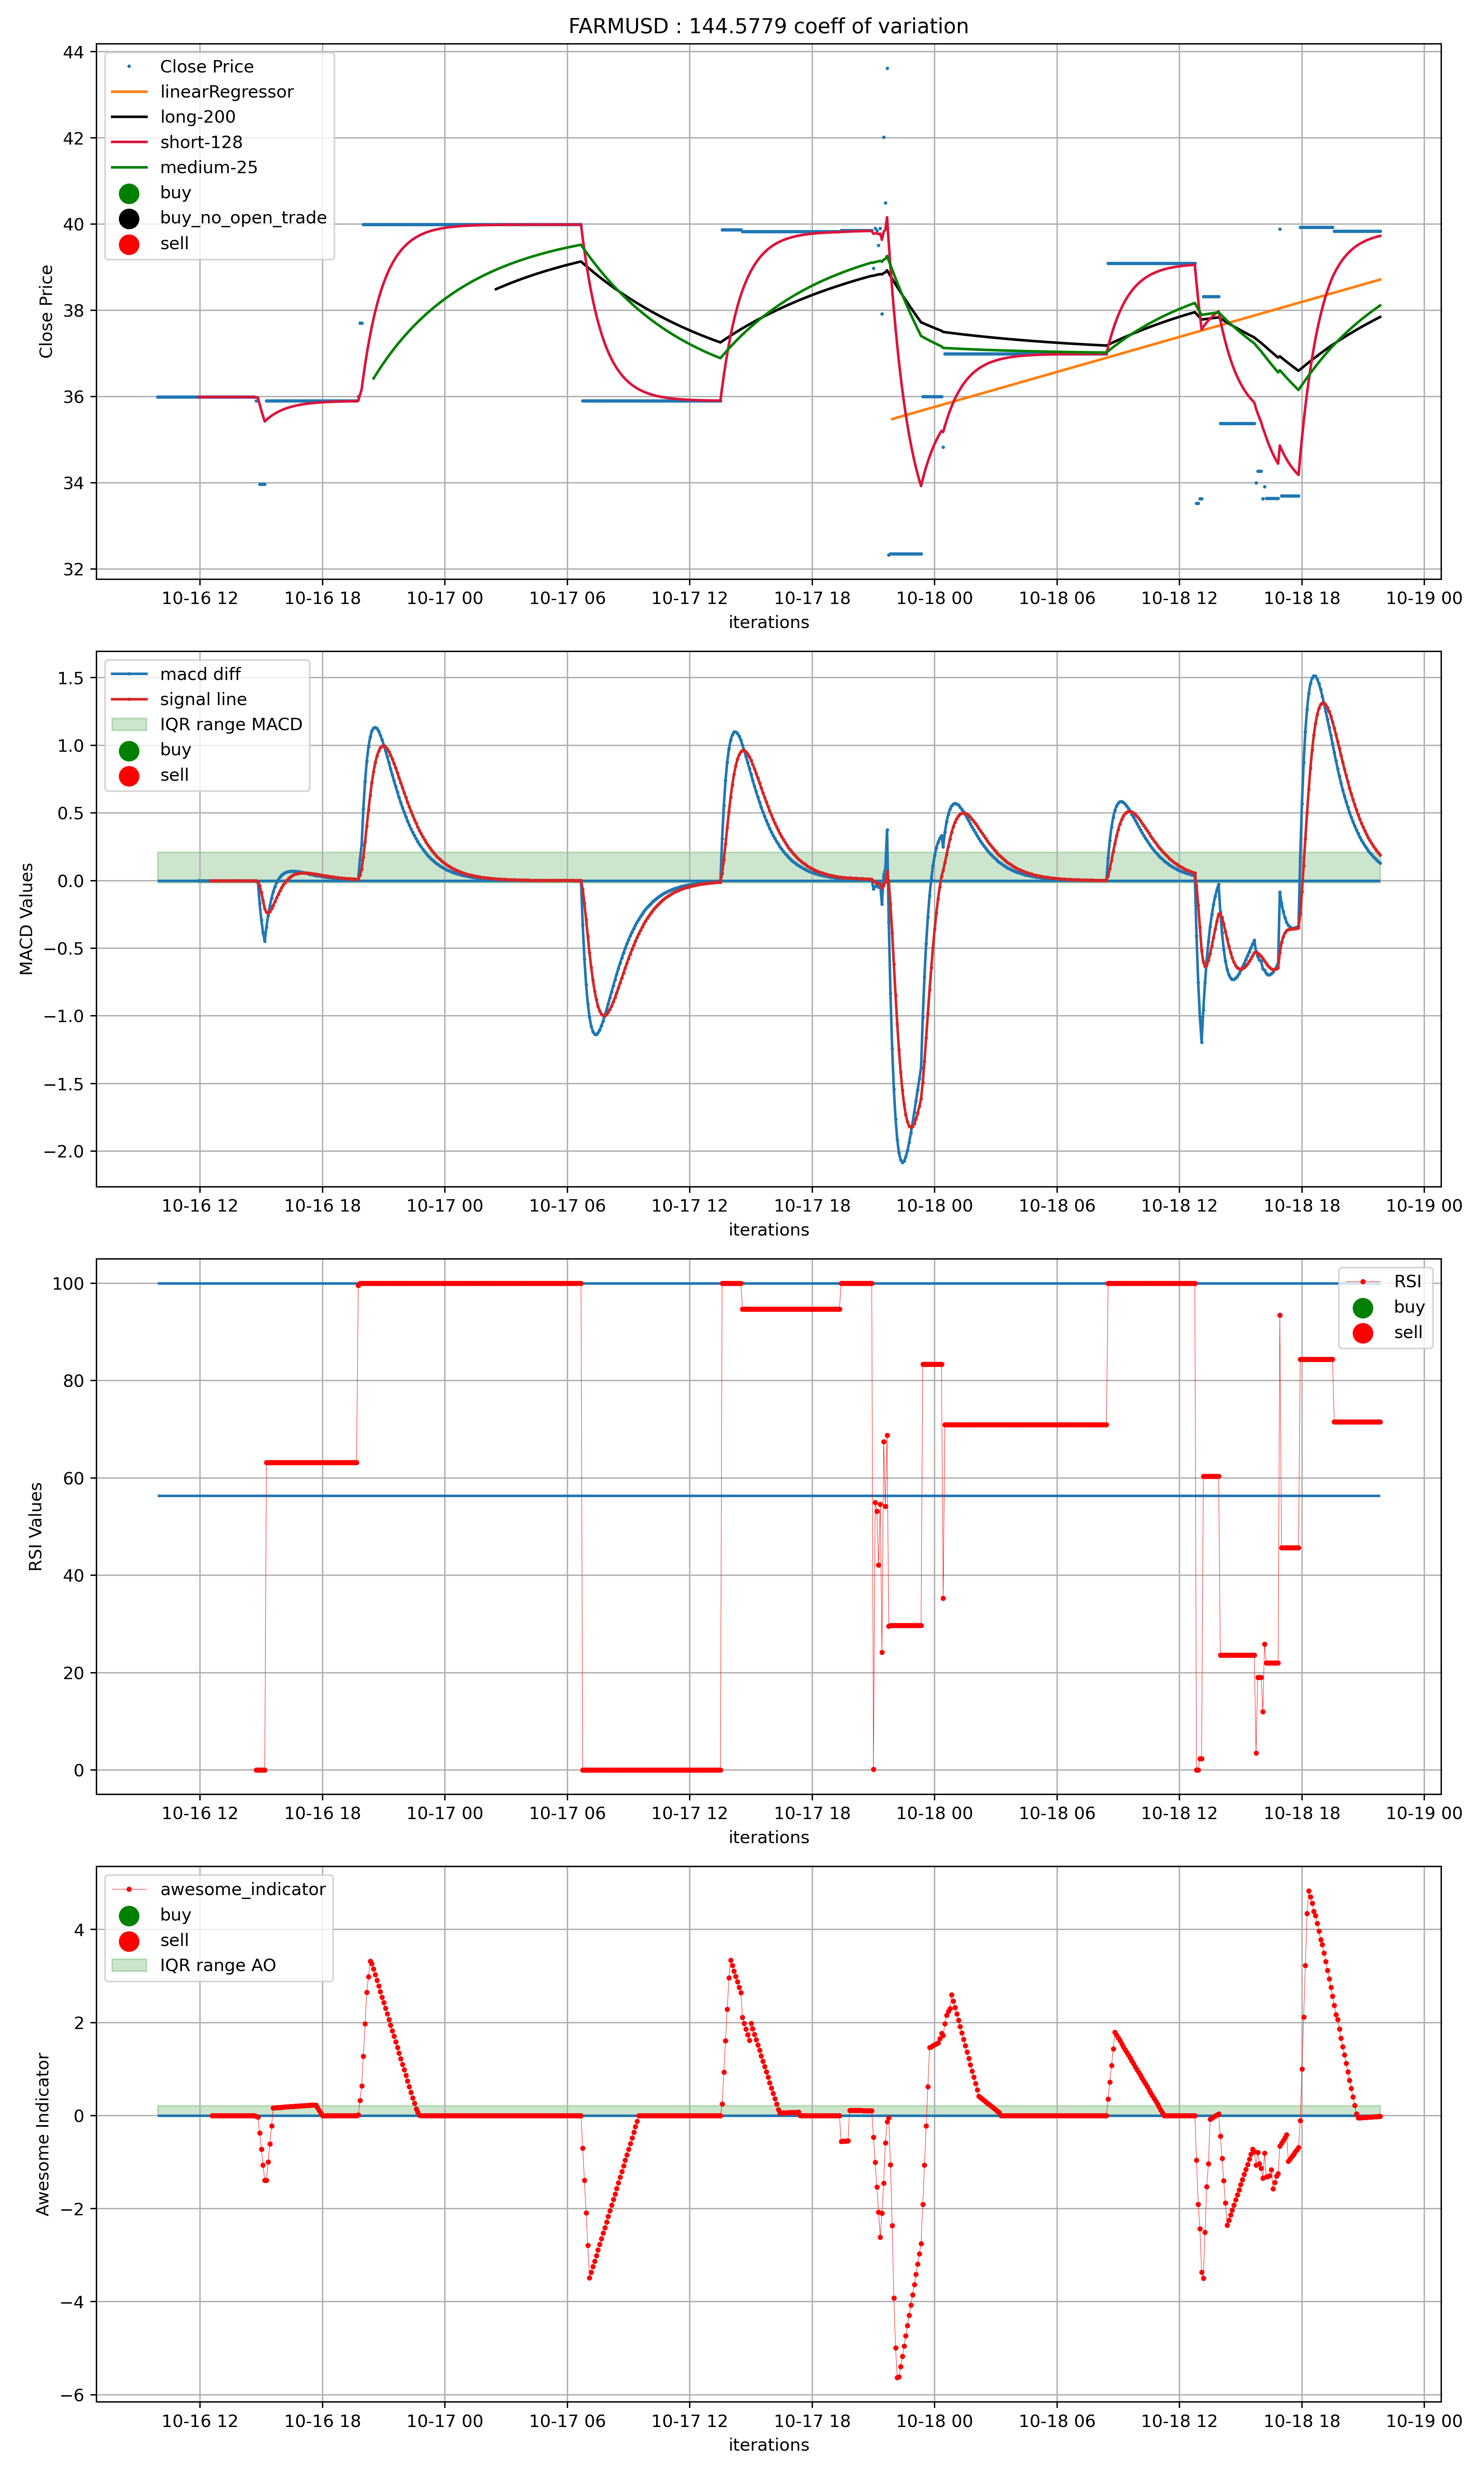 FARMUSD : 144.5779 coeff of variation
44
42
40
38
36
34
32
Close Price
Close Price
linearRegressor
long-200
short-128
medium-25
buy
buy_no_open_trade
sell
10-16 12 10-16 18 10-17 00 10-17 06 10-17 12 10-17 18 10-18 00 10-18 06 10-18 12 10-18 18 10-19 00
iterations
1.5
1.0
0.5
0.0
−0.5
−1.0
−1.5
−2.0
MACD Values
macd diff
signal line
IQR range MACD
buy
sell
10-16 12 10-16 18 10-17 00 10-17 06 10-17 12 10-17 18 10-18 00 10-18 06 10-18 12 10-18 18 10-19 00
iterations
100
80
60
40
20
0
RSI Values
RSI
buy
sell
10-16 12 10-16 18 10-17 00 10-17 06 10-17 12 10-17 18 10-18 00 10-18 06 10-18 12 10-18 18 10-19 00
iterations
4
2
0
−2
−4
−6
Awesome Indicator
awesome_indicator
buy
sell
IQR range AO
10-16 12 10-16 18 10-17 00 10-17 06 10-17 12 10-17 18 10-18 00 10-18 06 10-18 12 10-18 18 10-19 00
iterations